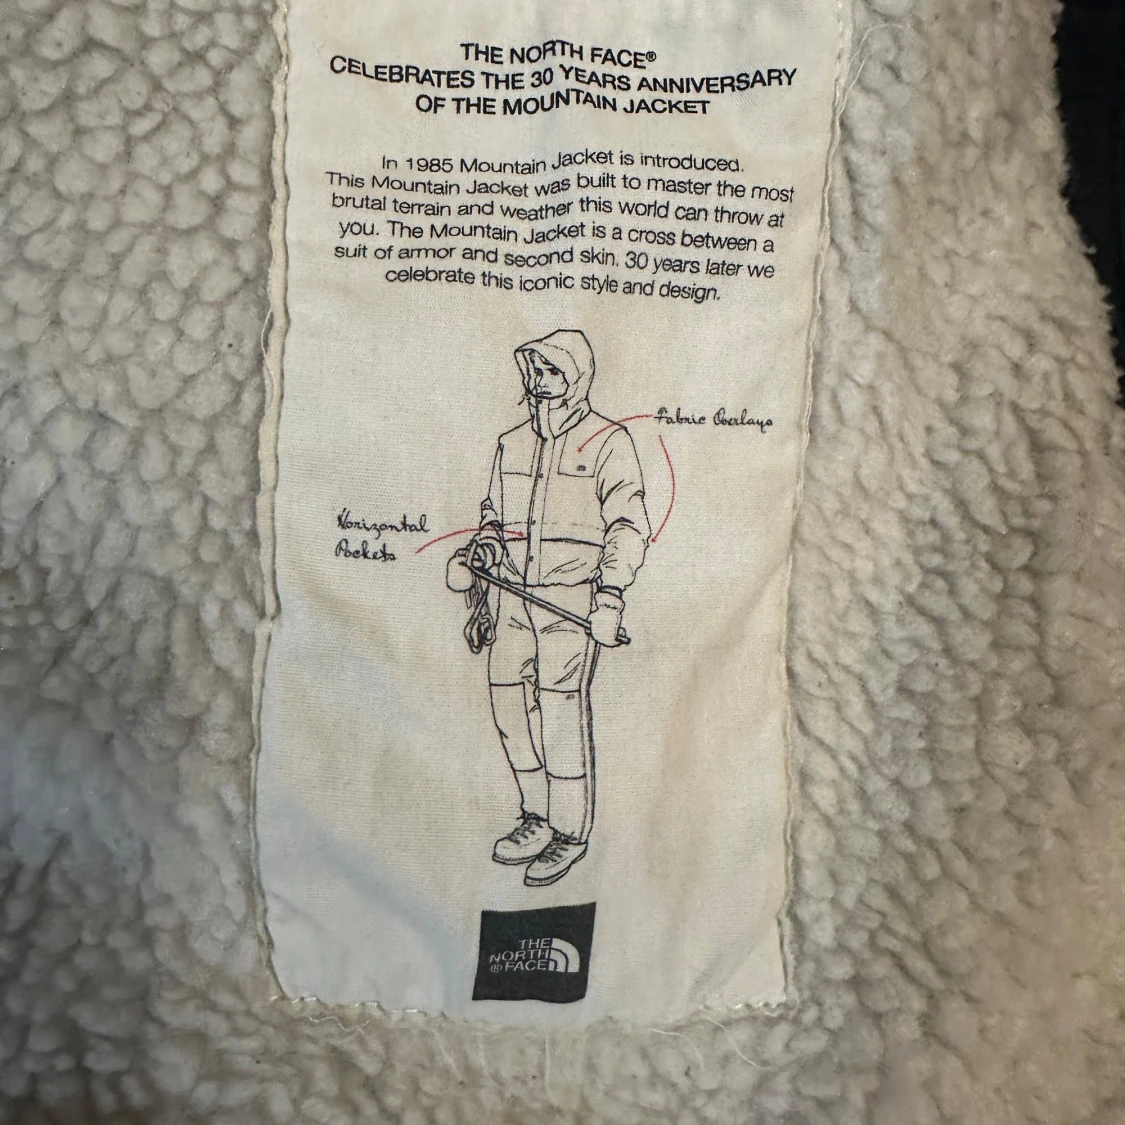 THE NORTH FACE®
CELEBRATES THE 30 YEARS ANNIVERSARY
OF THE MOUNTAIN JACKET
In 1985 Mountain Jacket is introduced.
This Mountain Jacket was built to master the most
brutal terrain and weather this world can throw at
you. The Mountain Jacket is a cross between a
suit of armor and second skin. 30 years later we
celebrate this iconic style and design.
Fabric Overlays
Horizontal
Pockets
THE
NORTH
FACE